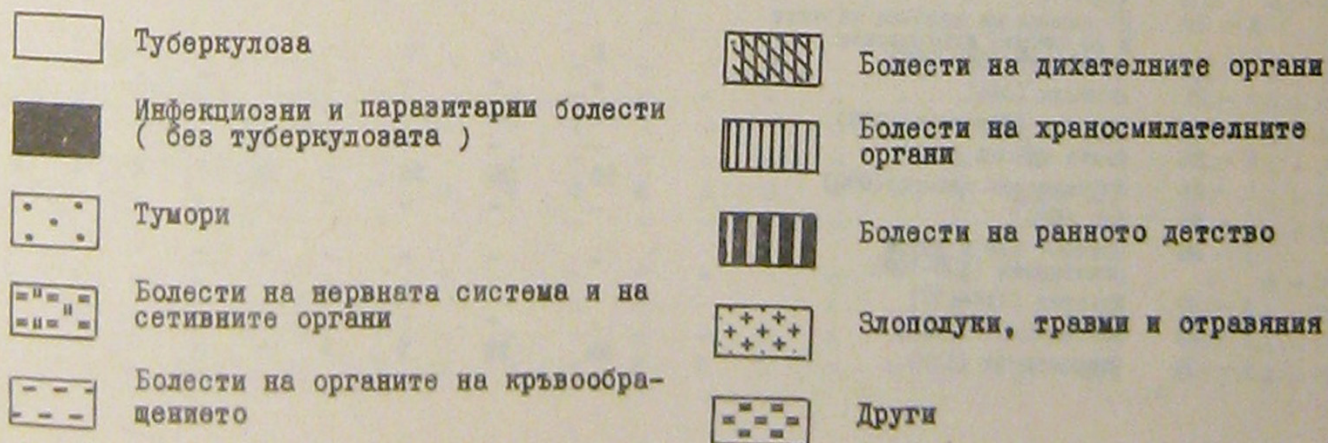 Туберкулоза
Инфекциозни и паразитарни болести
( без туберкулозата )
Тумори
Болести на нервната система и на
сетивните органи
Болести на органите на кръвообра-
щението
Болести на дихателните органи
Болести на храносмилателните
органи
Болести на ранното детство
Злополуки, травми и отравяния
Други